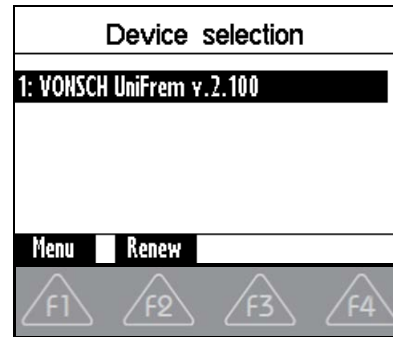 Device selection
1: VONSCH UniFrem v.2.100
Menu Renew
F1 F2 F3 F4